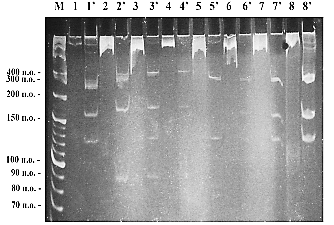 M 1 1' 2 2' 3 3' 4 4' 5 5' 6 6' 7 7' 8 8'
400 п.о.
300 п.о.
200 п.о.
150 п.о.
100 п.о.
90 п.о.
80 п.о.
70 п.о.